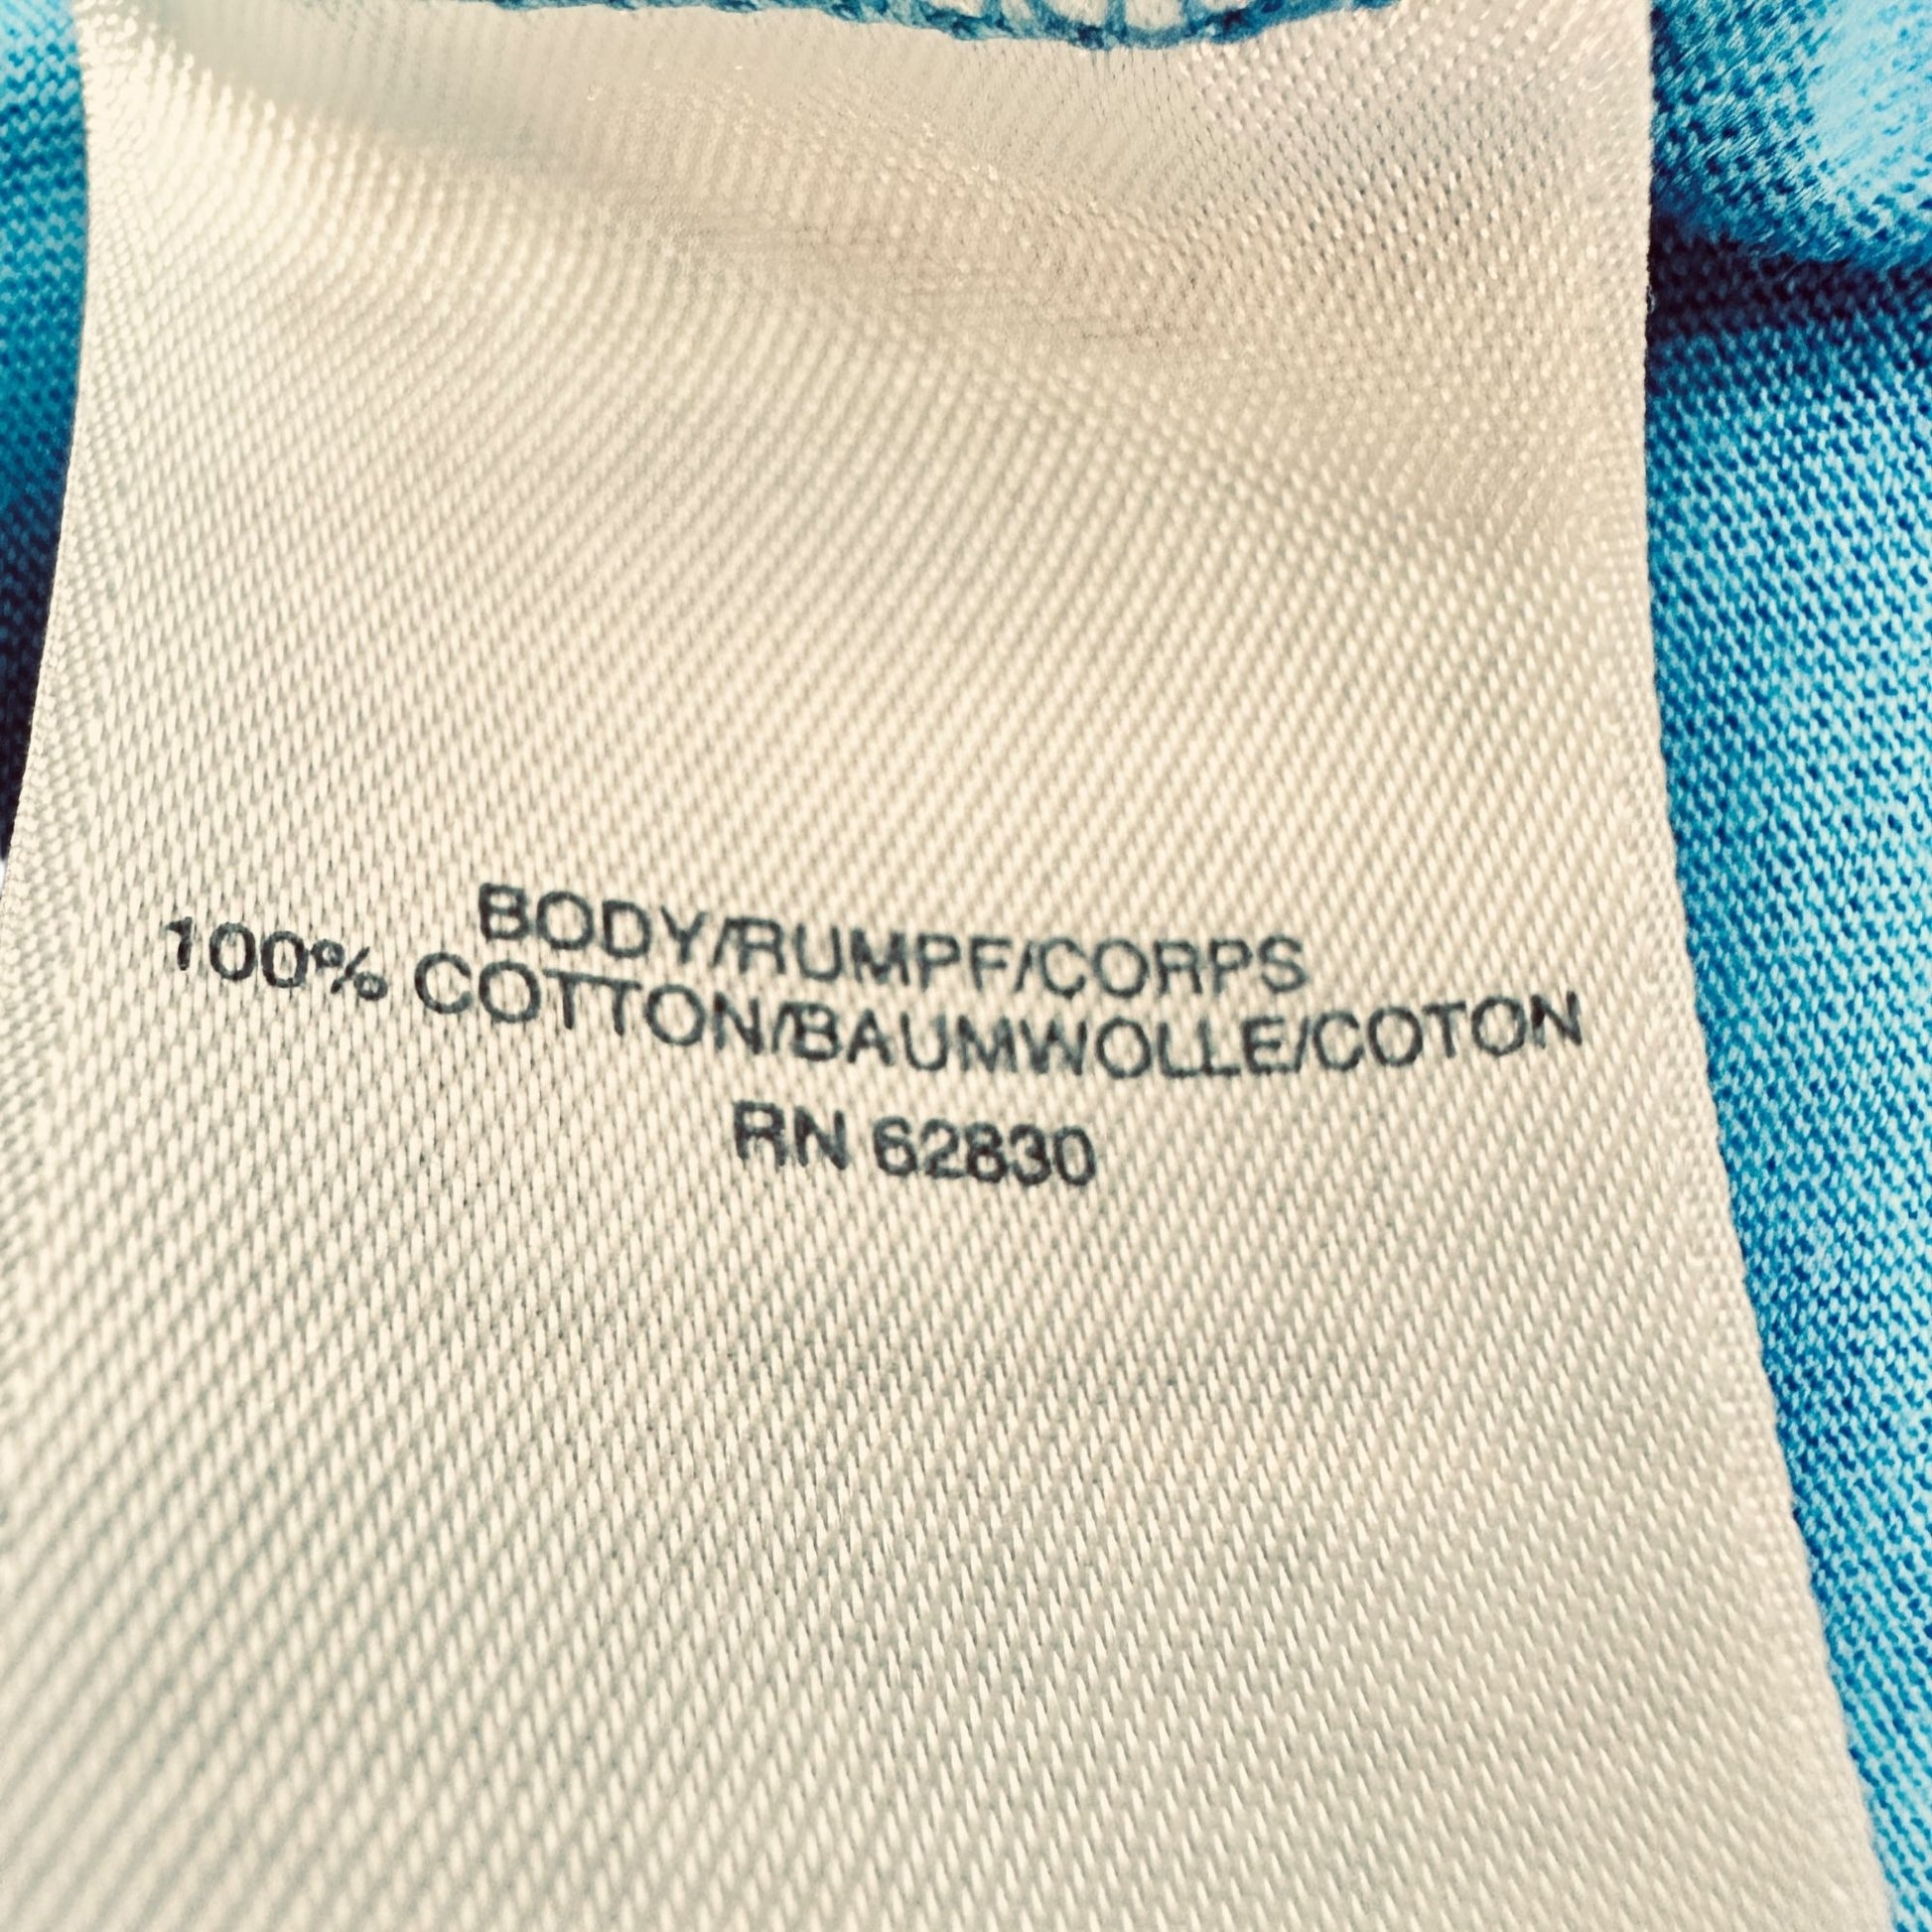 BODY/RUMPF/CORPS
100% COTTON/BAUMWOLLE/COTON
RN 62830